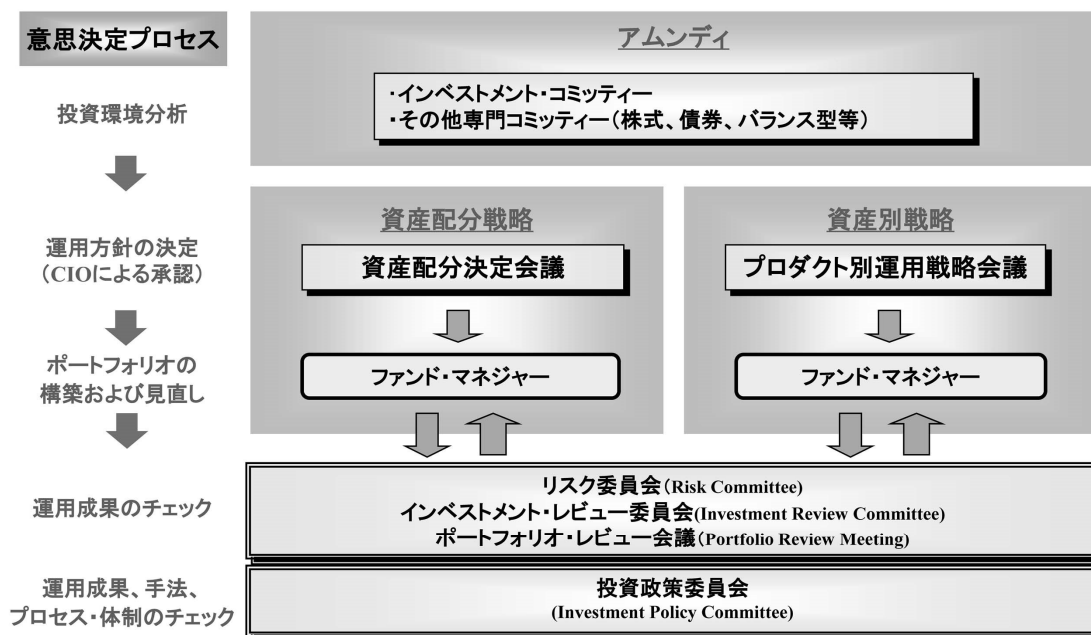 意思決定プロセス
アムンディ
投資環境分析
・インベストメント・コミッティー
・その他専門コミッティー（株式、債券、バランス型等）
資産配分戦略
資産別戦略
運用方針の決定
（CIOによる承認）
資産配分決定会議
プロダクト別運用戦略会議
ポートフォリオの
構築および見直し
ファンド・マネジャー
ファンド・マネジャー
運用成果のチェック
リスク委員会（Risk Committee）
インベストメント・レビュー委員会(Investment Review Committee)
ポートフォリオ・レビュー会議（Portfolio Review Meeting)
運用成果、手法、
プロセス・体制のチェック
投資政策委員会
(Investment Policy Committee)